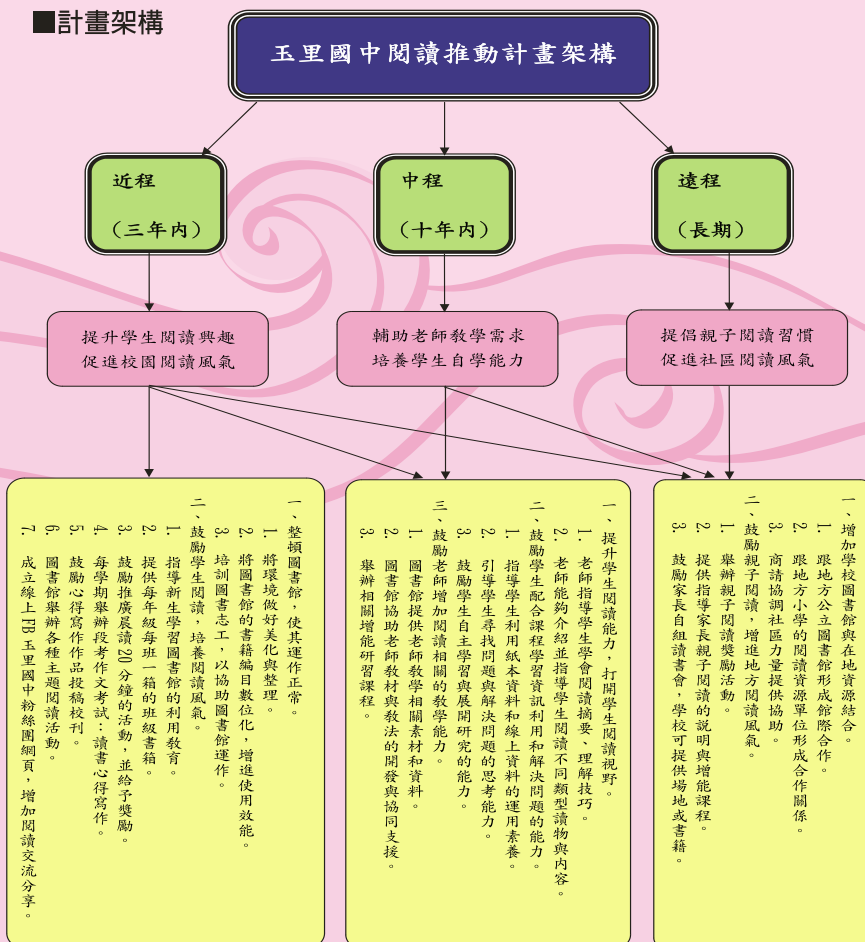 ■計畫架構
玉里國中閱讀推動計畫架構
近程
（三年內）
中程
（十年內）
遠程
（長期）
提升學生閱讀興趣
促進校園閱讀風氣
輔助老師教學需求
培養學生自學能力
提倡親子閱讀習慣
促進社區閱讀風氣
一、整頓圖書館，使其運作正常。
1. 將環境做好美化與整理。
2. 將圖書館的書籍編目數位化，增進使用效能。
3. 培訓圖書志工，以協助圖書館運作。
二、鼓勵學生閱讀，培養閱讀風氣。
1. 指導新生學習圖書館的利用教育。
2. 提供每年級每班一箱的班級書箱。
3. 鼓勵推廣晨讀20分鐘的活動，並給予獎勵。
4. 每學期舉辦段考作文考試：讀書心得寫作。
5. 鼓勵心得寫作作品投稿校刊。
6. 圖書館舉辦各種主題閱讀活動。
7. 成立線上FB玉里國中粉絲團網頁，增加閱讀交流分享。
一、提升學生閱讀能力，打開學生閱讀視野。
1. 老師指導學生學會閱讀摘要、理解技巧。
2. 老師能夠介紹並指導學生閱讀不同類型讀物與內容。
二、鼓勵學生配合課程學習資訊利用和解決問題的能力。
1. 指導學生利用紙本資料和線上資料的運用素養。
2. 引導學生尋找問題與解決問題的思考能力。
3. 鼓勵學生自主學習與展開研究的能力。
三、鼓勵老師增加閱讀相關的教學能力。
1. 圖書館提供老師教學相關素材和資料。
2. 圖書館協助老師教材與教法的開發與協同支援。
3. 舉辦相關增能研習課程。
一、增加學校圖書館與在地資源結合。
1. 跟地方公立圖書館形成館際合作。
2. 跟地方小學的閱讀資源單位形成合作關係。
3. 商請協調社區力量提供協助。
二、鼓勵親子閱讀，增進地方閱讀風氣。
1. 舉辦親子閱讀獎勵活動。
2. 提供指導家長親子閱讀的說明與增能課程。
3. 鼓勵家長自組讀書會，學校可提供場地或書籍。